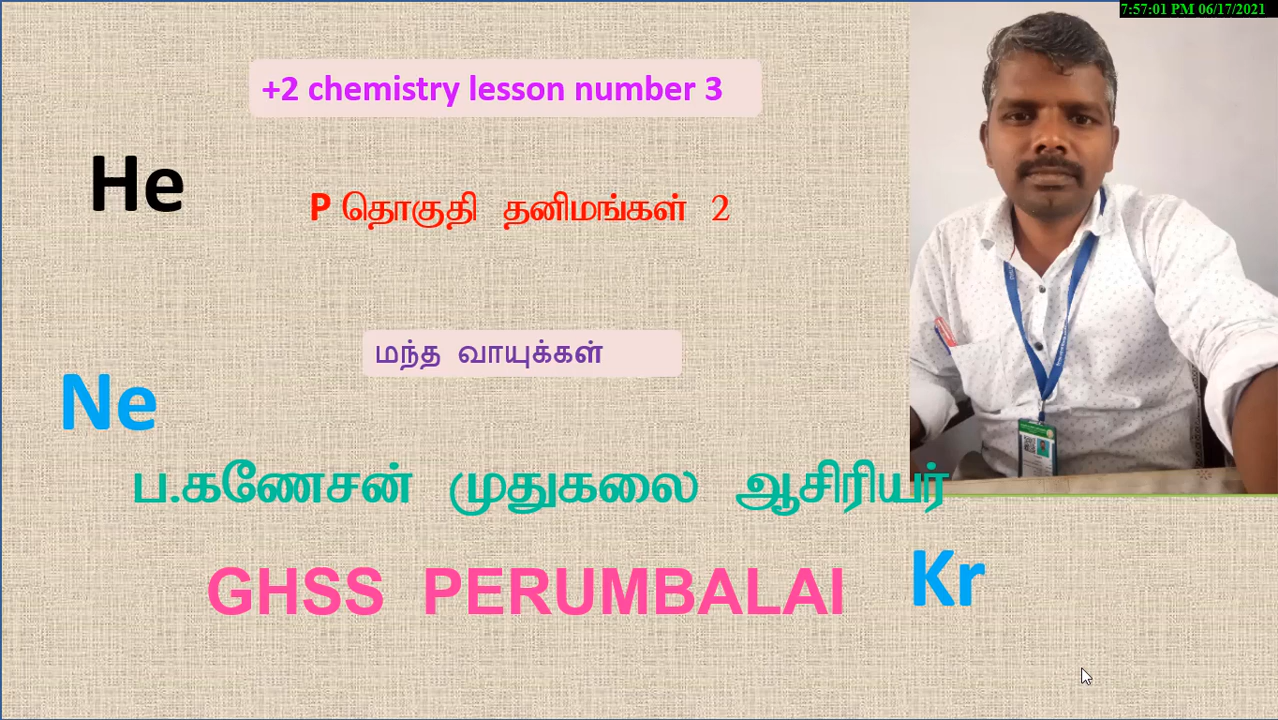 7:57:01 PM 06/17/2021
+2 chemistry lesson number 3
He
P தொகுதி தனிமங்கள் 2
மந்த வாயுக்கள்
Ne
ப.கணேசன் முதுகலை ஆசிரியர்
GHSS PERUMBALAI
Kr